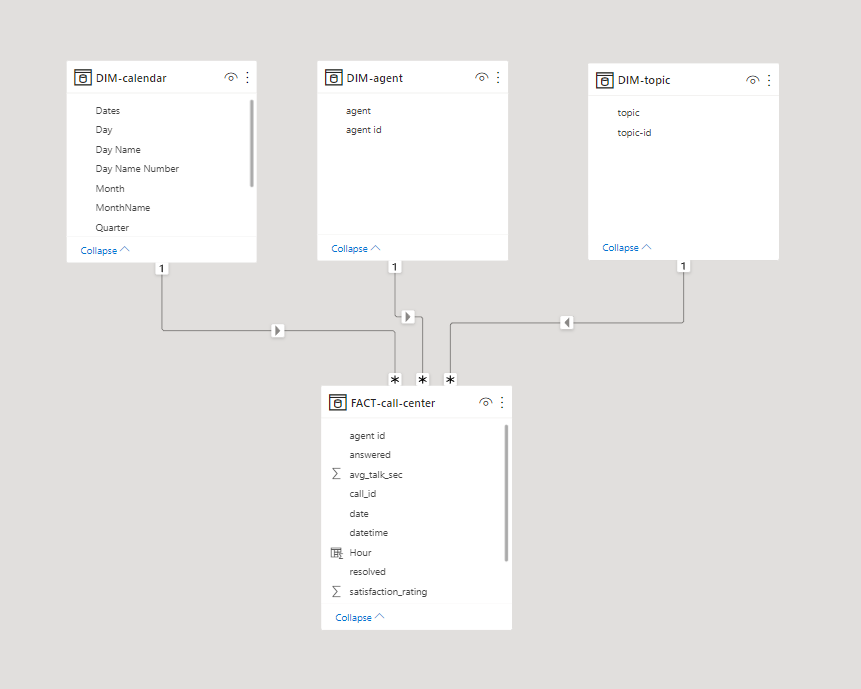 DIM-calendar
Dates
Day
Day Name
Day Name Number
Month
MonthName
Quarter
Collapse
1
DIM-agent
agent
agent id
Collapse
1
DIM-topic
topic
topic-id
Collapse
1
* * *
FACT-call-center
agent id
answered
avg_talk_sec
call_id
date
datetime
Hour
resolved
satisfaction_rating
Collapse